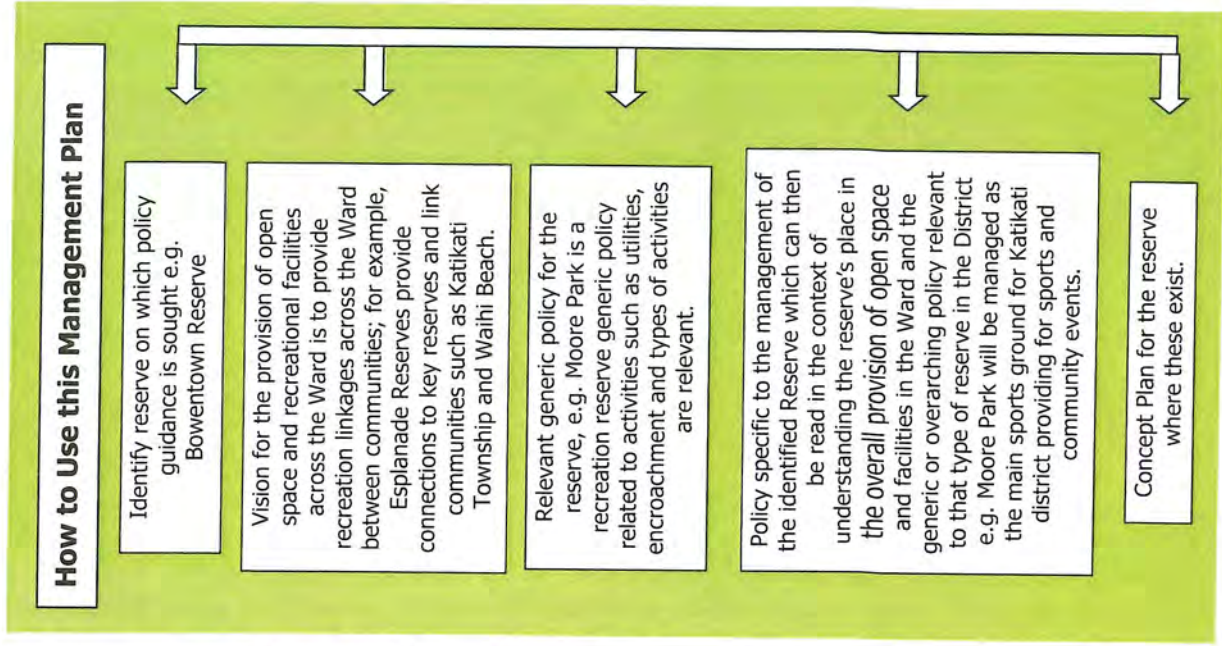 How to Use this Management Plan
Identify reserve on which policy
guidance is sought e.g.
Bowentown Reserve
Vision for the provision of open
space and recreational facilities
across the Ward is to provide
recreation linkages across the Ward
between communities; for example,
Esplanade Reserves provide
connections to key reserves and link
communities such as Katikati
Township and Waihi Beach.
Relevant generic policy for the
reserve, e.g. Moore Park is a
recreation reserve generic policy
related to activities such as utilities,
encroachment and types of activities
are relevant.
Policy specific to the management of
the identified Reserve which can then
be read in the context of
understanding the reserve's place in
the overall provision of open space
and facilities in the Ward and the
generic or overarching policy relevant
to that type of reserve in the District
e.g. Moore Park will be managed as
the main sports ground for Katikati
district providing for sports and
community events.
Concept Plan for the reserve
where these exist.